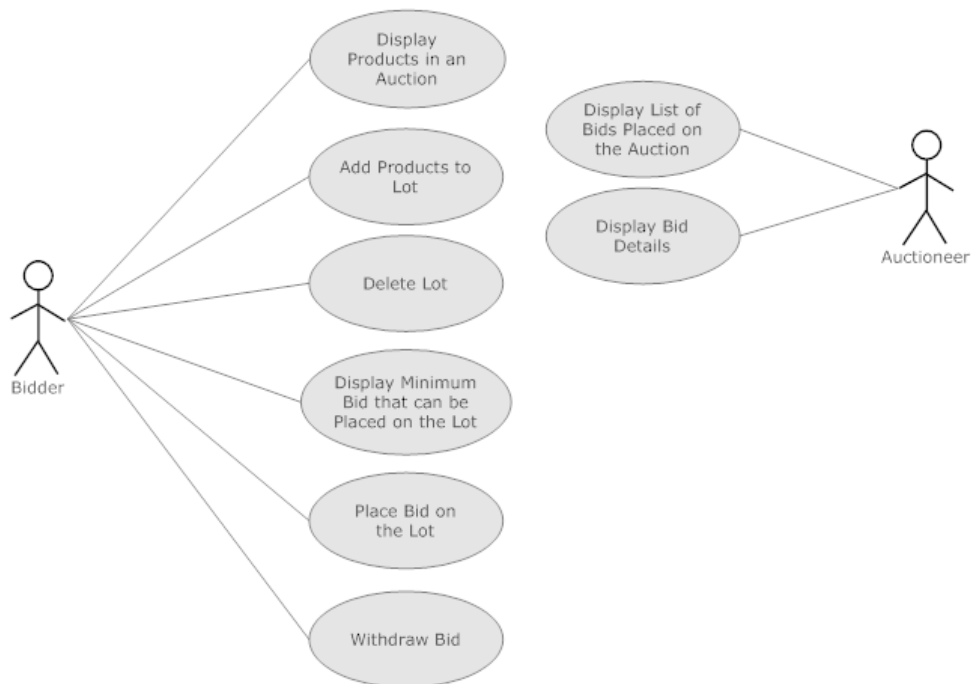 Display
Products in an
Auction
Add Products to
Lot
Delete Lot
Display Minimum
Bid that can be
Placed on the Lot
Place Bid on
the Lot
Withdraw Bid
Bidder
Display List of
Bids Placed on
the Auction
Display Bid
Details
Auctioneer